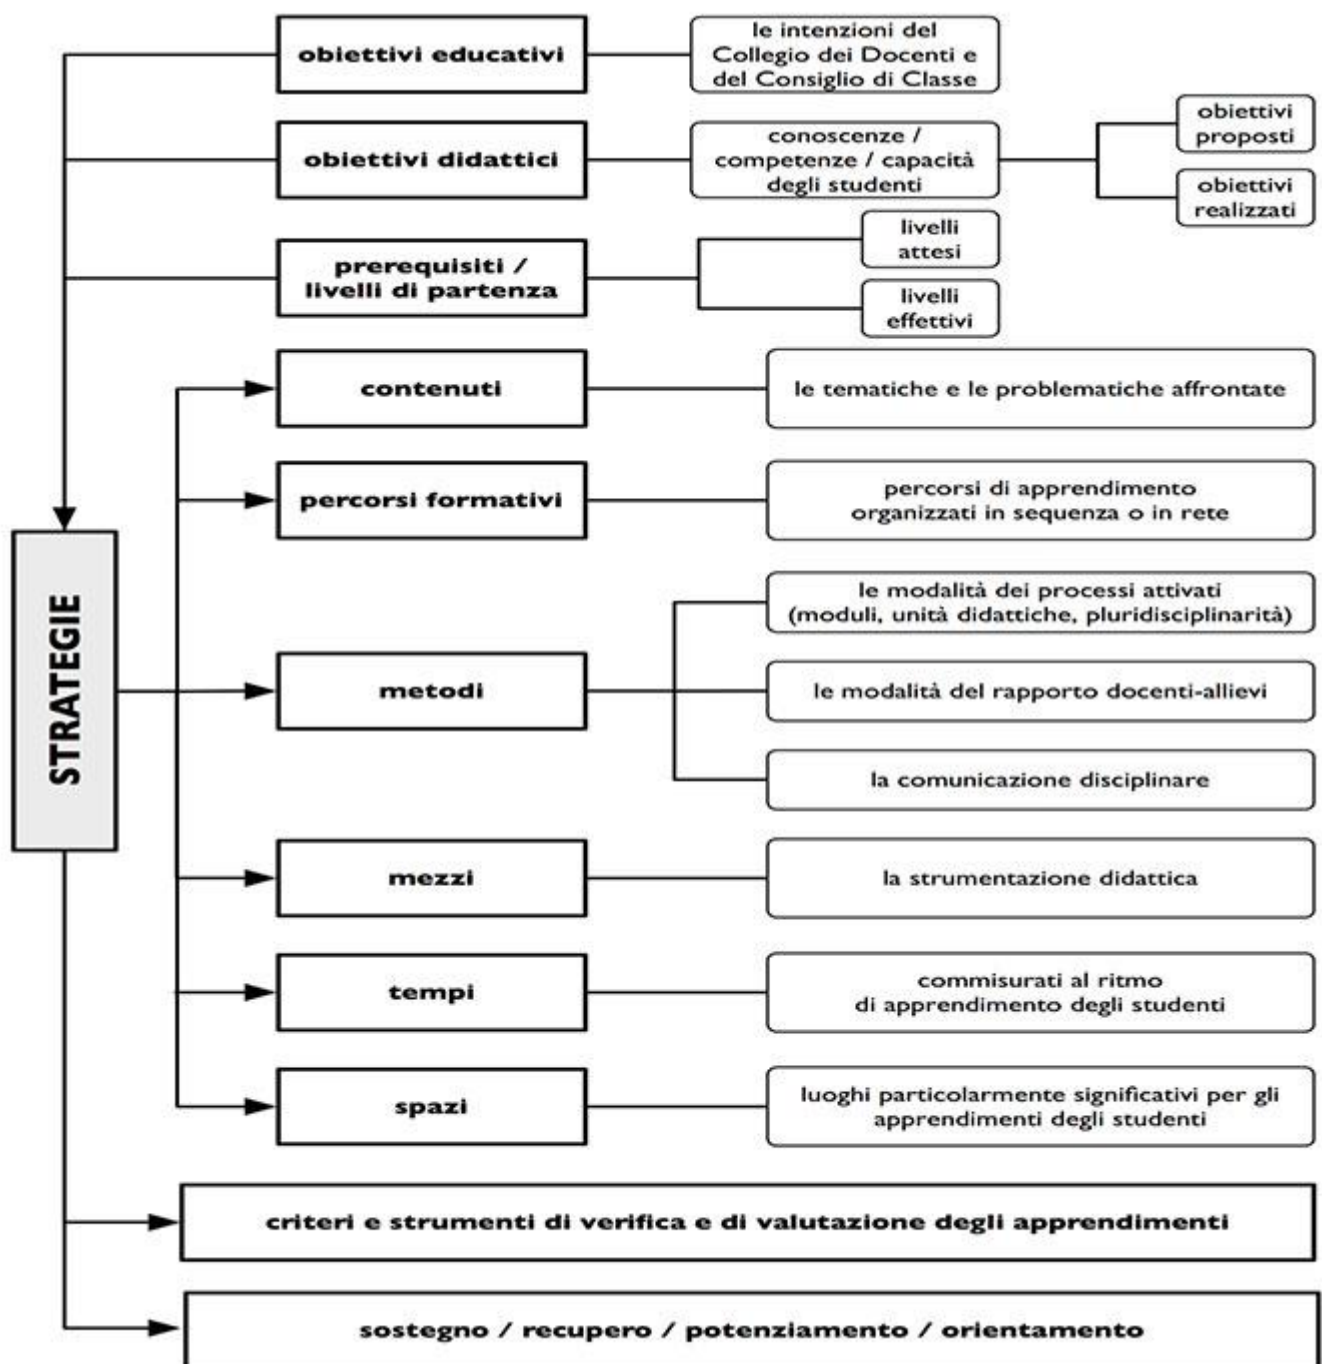 obiettivi educativi
le intenzioni del
Collegio dei Docenti e
del Consiglio di Classe
obiettivi didattici
conoscenze /
competenze / capacità
degli studenti
obiettivi
proposti
obiettivi
realizzati
prerequisiti /
livelli di partenza
livelli
attesi
livelli
effettivi
contenuti
le tematiche e le problematiche affrontate
percorsi formativi
percorsi di apprendimento
organizzati in sequenza o in rete
STRATEGIE
metodi
le modalità dei processi attivati
(moduli, unità didattiche, pluridisciplinarità)
le modalità del rapporto docenti-allievi
la comunicazione disciplinare
mezzi
la strumentazione didattica
tempi
commisurati al ritmo
di apprendimento degli studenti
spazi
luoghi particolarmente significativi per gli
apprendimenti degli studenti
criteri e strumenti di verifica e di valutazione degli apprendimenti
sostegno / recupero / potenziamento / orientamento